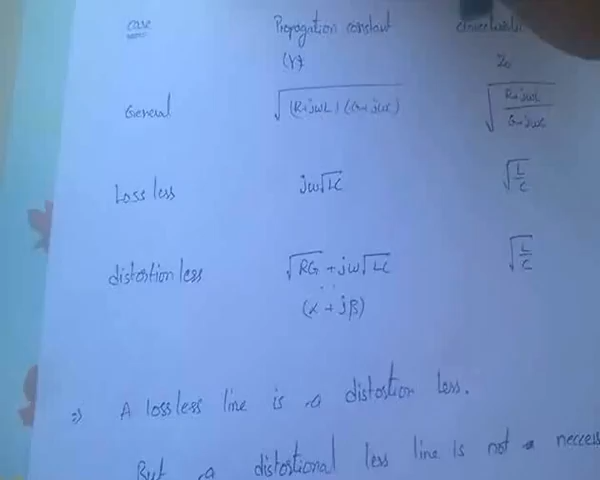 case Propagation constant
(γ) Z₀
General √(R+jωL)(G+jωC) √(R+jωL / G+jωC)
Loss less jω√LC √(L/C)
distortion less √RG + jω√LC √(L/C)
(α + jβ)
⇒ A lossless line is a distortion less.
But a distortional less line is not a necces